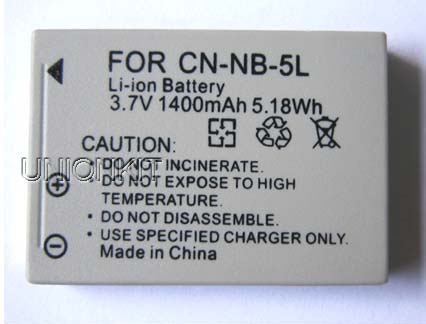 FOR CN-NB-5L
Li-ion Battery
3.7V 1400mAh 5.18Wh
CAUTION:
• DO NOT INCINERATE.
• DO NOT EXPOSE TO HIGH
TEMPERATURE.
• DO NOT DISASSEMBLE.
• USE SPECIFIED CHARGER ONLY.
Made in China
UNIONKIT